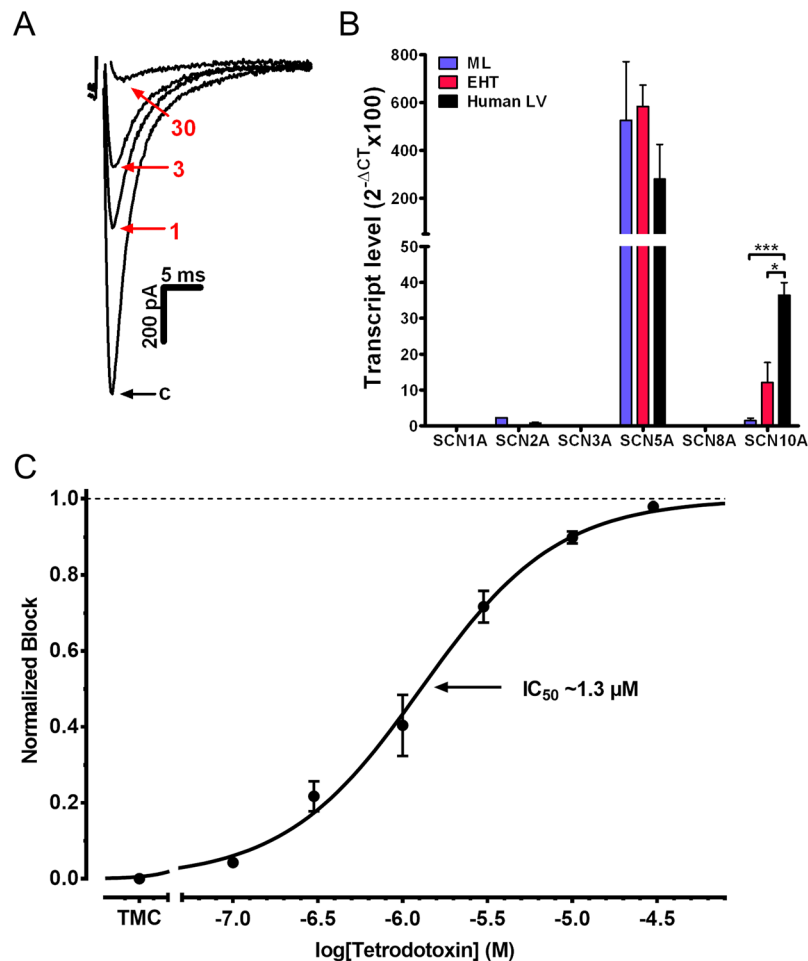 A
30
3
1
5 ms
200 pA
c
B
ML
EHT
Human LV
Transcript level (2^-ΔCT x100)
800
600
400
200
50
40
30
20
10
0
***
*
SCN1A SCN2A SCN3A SCN5A SCN8A SCN10A
C
Normalized Block
1.0
0.8
0.6
0.4
0.2
0.0
IC50 ~1.3 µM
TMC -7.0 -6.5 -6.0 -5.5 -5.0 -4.5
log[Tetrodotoxin] (M)